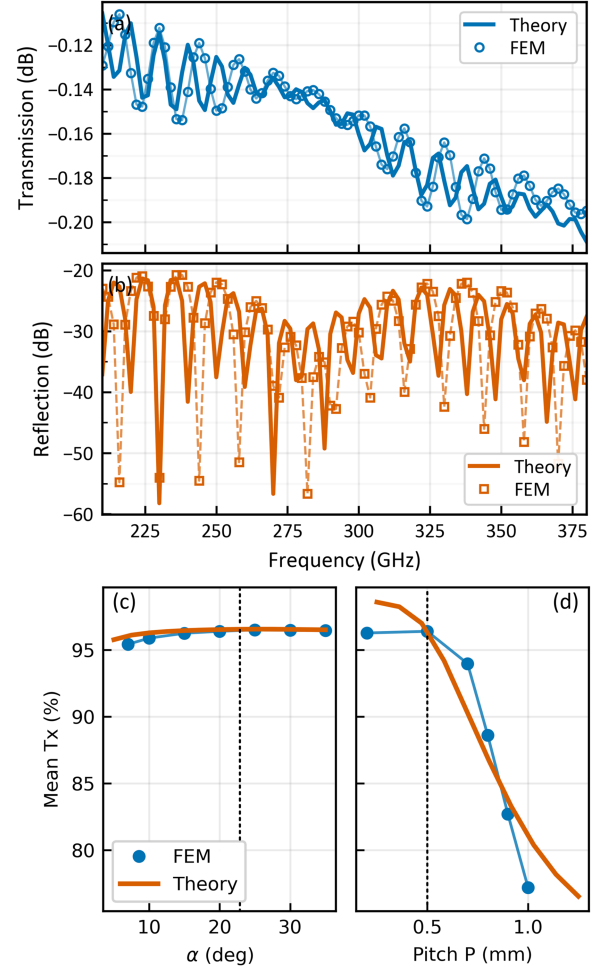 (a)
Theory
FEM
−0.12
−0.14
−0.16
−0.18
−0.20
Transmission (dB)
(b)
−20
−30
−40
−50
−60
Reflection (dB)
Theory
FEM
225 250 275 300 325 350 375
Frequency (GHz)
(c)
(d)
95
90
85
80
Mean Tx (%)
FEM
Theory
10 20 30
0.5 1.0
α (deg)
Pitch P (mm)